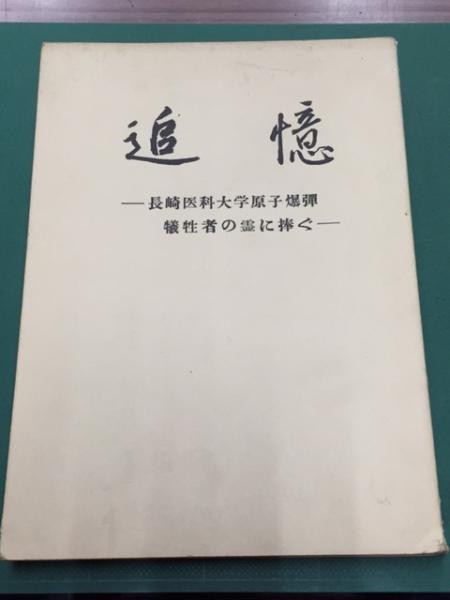 追憶
―長崎医科大学原子爆彈
犠牲者の霊に捧ぐ―